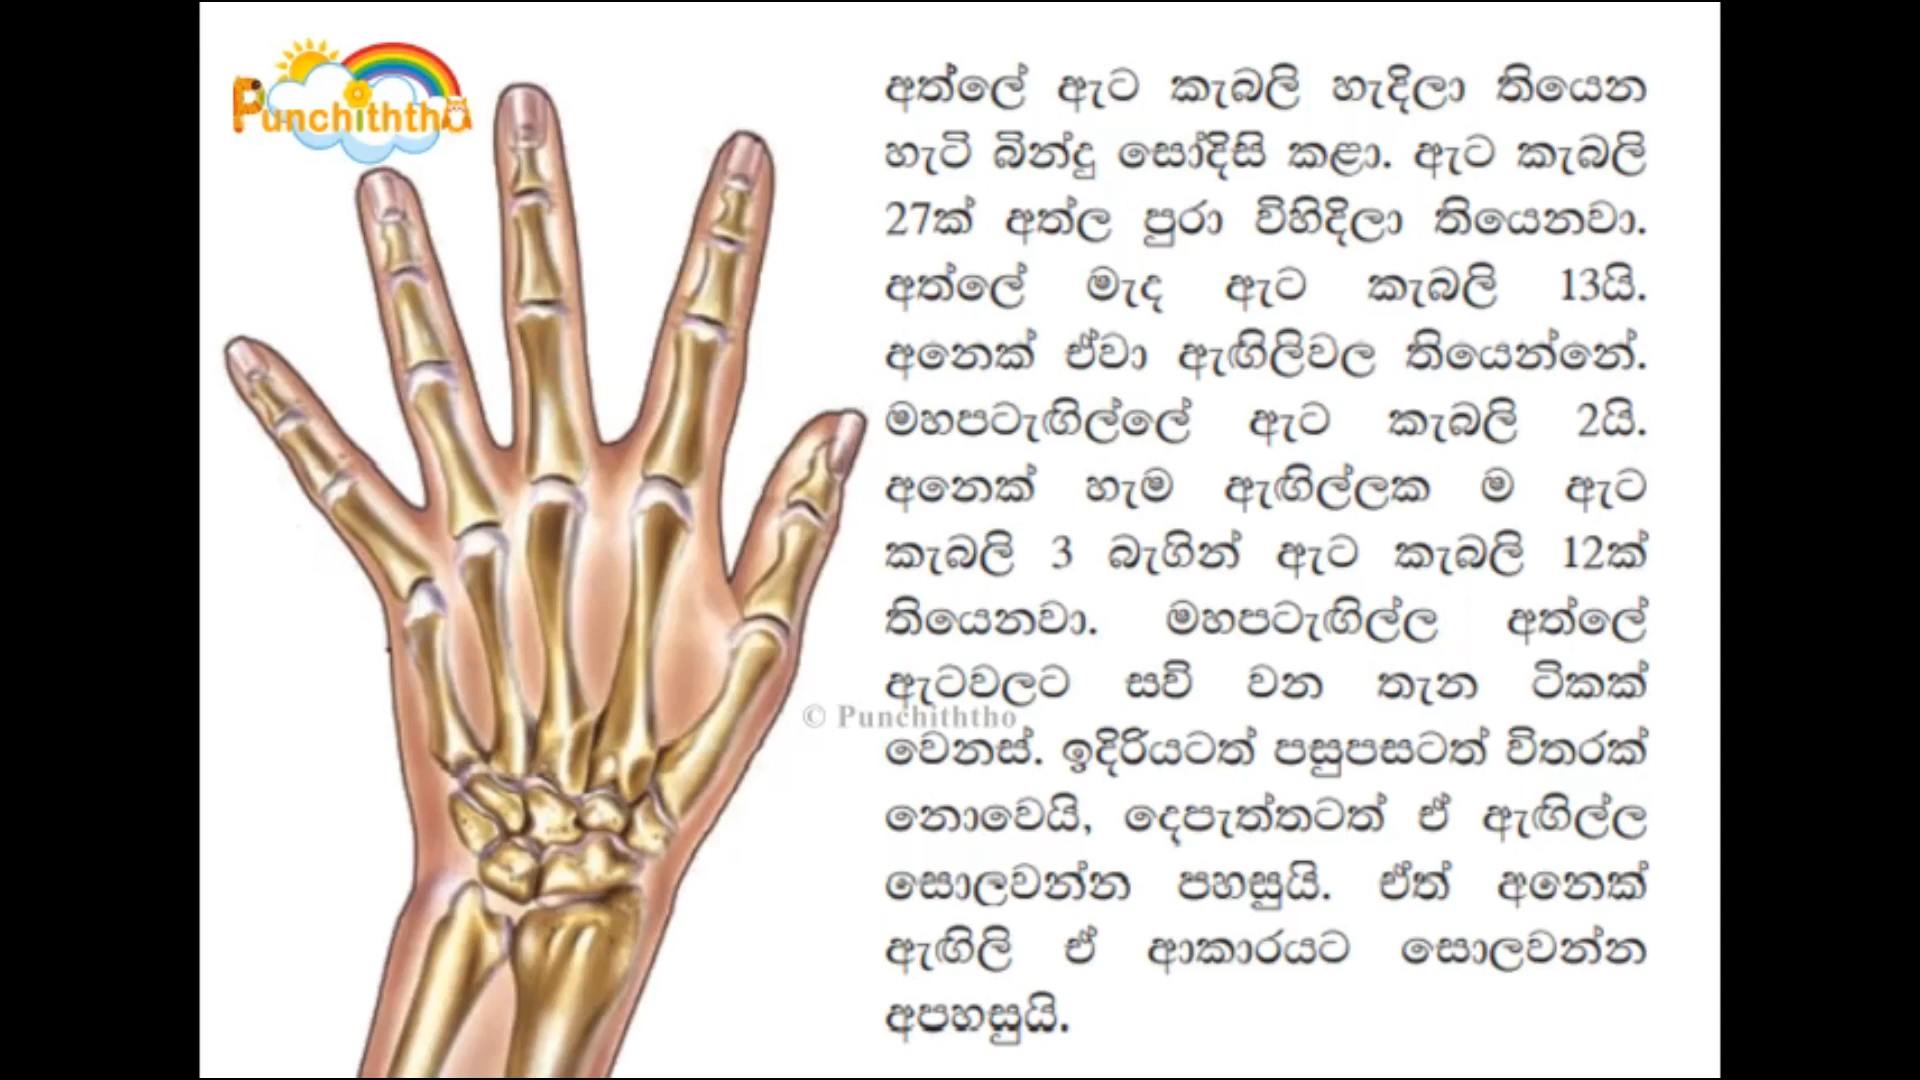 Punchiththo
අත්ලේ ඇට කැබලි හැදිලා තියෙන
හැටි බින්දු සෝදිසි කළා. ඇට කැබලි
27ක් අත්ල පුරා විහිදිලා තියෙනවා.
අත්ලේ මැද ඇට කැබලි 13යි.
අනෙක් ඒවා ඇඟිලිවල තියෙන්නේ.
මහපටැඟිල්ලේ ඇට කැබලි 2යි.
අනෙක් හැම ඇඟිල්ලක ම ඇට
කැබලි 3 බැගින් ඇට කැබලි 12ක්
තියෙනවා. මහපටැඟිල්ල අත්ලේ
ඇටවලට සවි වන තැන ටිකක්
© Punchiththo
වෙනස්. ඉදිරියටත් පසුපසටත් විතරක්
නොවෙයි, දෙපැත්තටත් ඒ ඇඟිල්ල
සොලවන්න පහසුයි. ඒත් අනෙක්
ඇඟිලි ඒ ආකාරයට සොලවන්න
අපහසුයි.